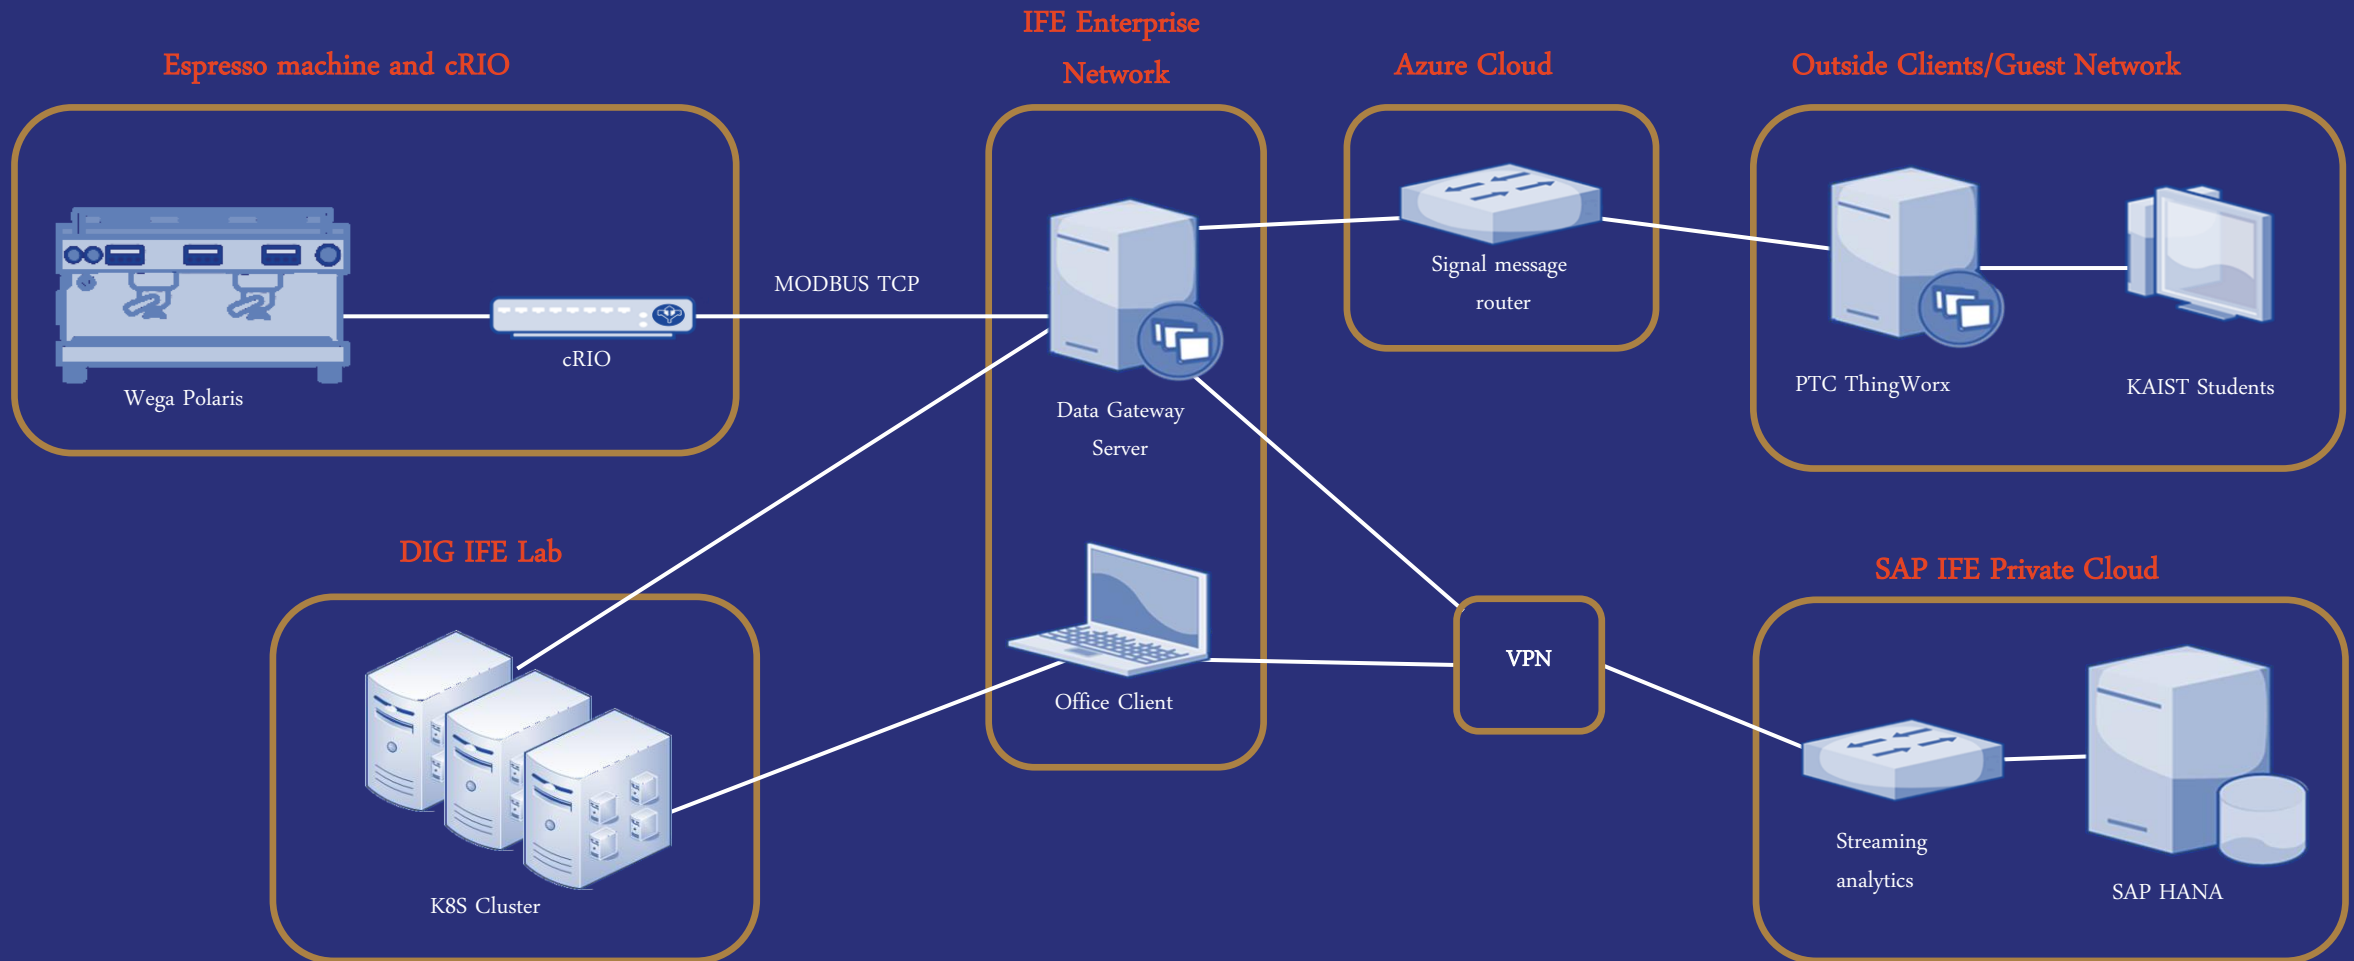 IFE Enterprise
Network
Espresso machine and cRIO
Azure Cloud
Outside Clients/Guest Network
MODBUS TCP
Signal message
router
cRIO
Wega Polaris
Data Gateway
Server
PTC ThingWorx
KAIST Students
DIG IFE Lab
SAP IFE Private Cloud
VPN
Office Client
Streaming
analytics
K8S Cluster
SAP HANA